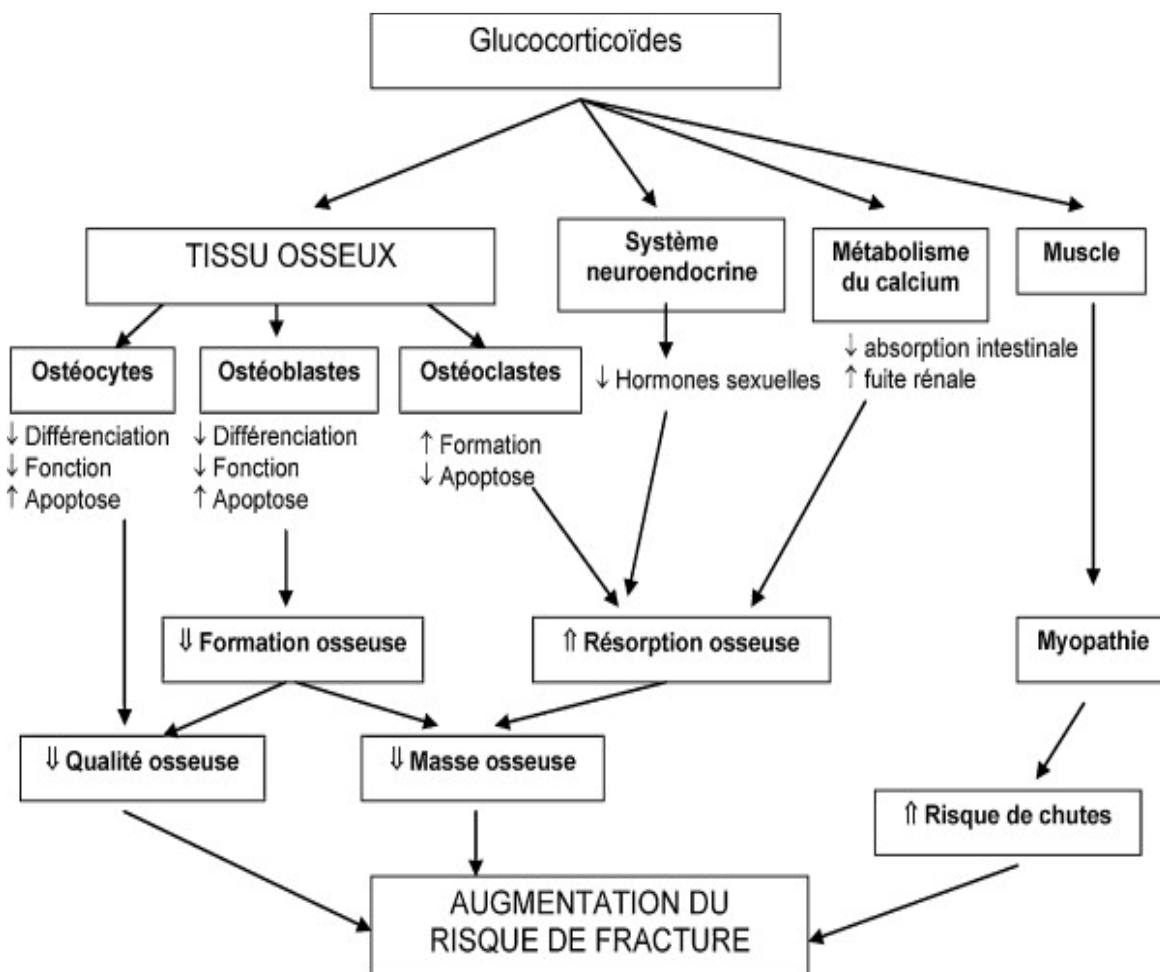 Glucocorticoïdes
TISSU OSSEUX
Système
neuroendocrine
Métabolisme
du calcium
Muscle
Ostéocytes
Ostéoblastes
Ostéoclastes
↓ Hormones sexuelles
↓ absorption intestinale
↑ fuite rénale
↓ Différenciation
↓ Fonction
↑ Apoptose
↓ Différenciation
↓ Fonction
↑ Apoptose
↑ Formation
↓ Apoptose
⇓ Formation osseuse
⇑ Résorption osseuse
Myopathie
⇓ Qualité osseuse
⇓ Masse osseuse
⇑ Risque de chutes
AUGMENTATION DU
RISQUE DE FRACTURE